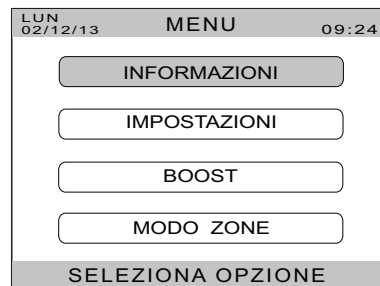 LUN
02/12/13 MENU 09:24
INFORMAZIONI
IMPOSTAZIONI
BOOST
MODO ZONE
SELEZIONA OPZIONE